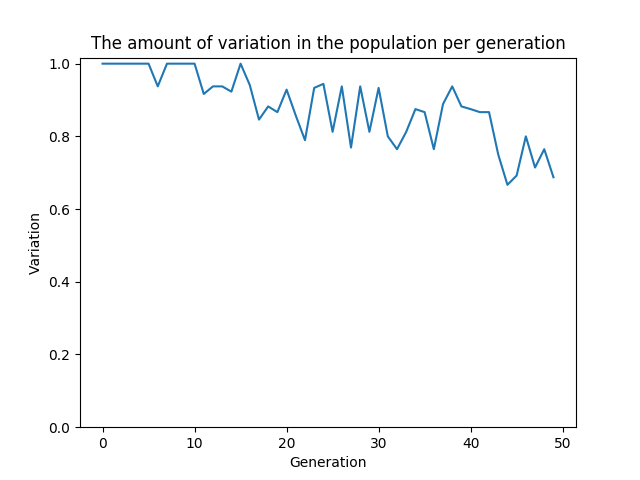 The amount of variation in the population per generation
1.0
0.8
0.6
0.4
0.2
0.0
Variation
0 10 20 30 40 50
Generation